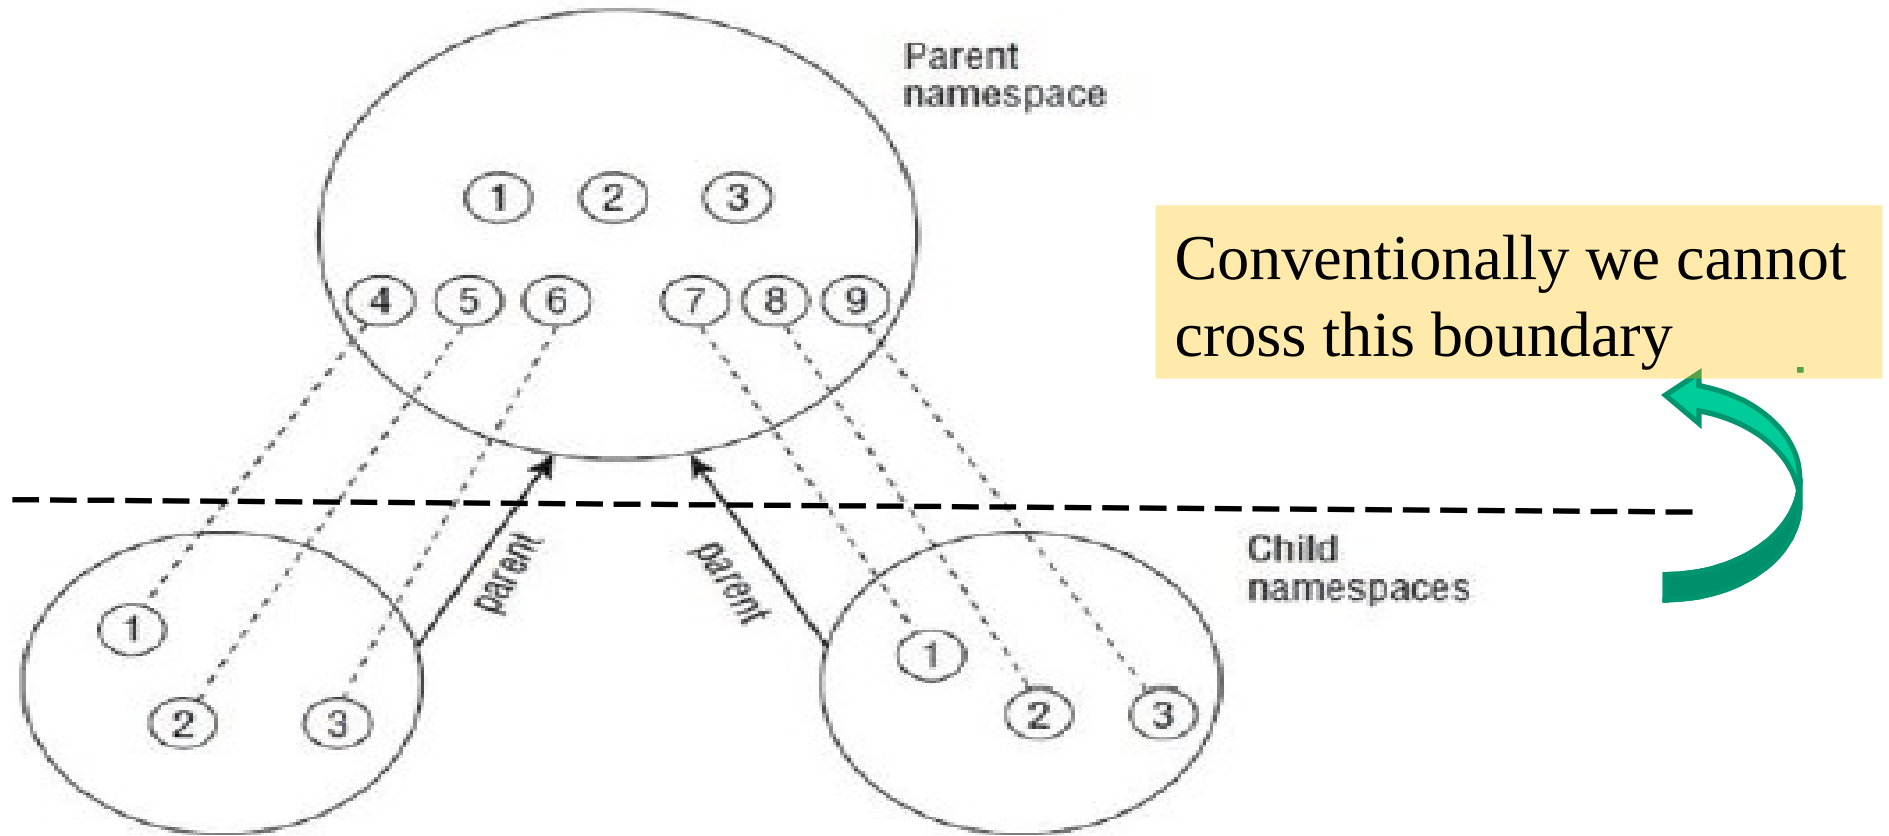 Parent
namespace
1 2 3
4 5 6 7 8 9
Conventionally we cannot
cross this boundary
parent
parent
Child
namespaces
1
2 3
1
2 3